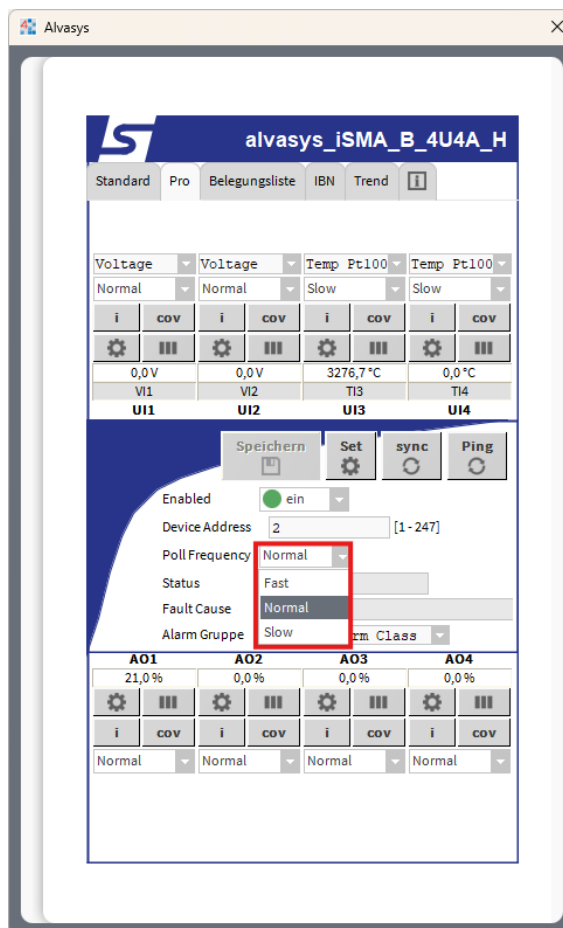 Alvasys
alvasys_iSMA_B_4U4A_H
Standard Pro Belegungsliste IBN Trend i
Voltage Voltage Temp Pt100 Temp Pt100
Normal Normal Slow Slow
i cov i cov i cov i cov
0,0 V 0,0 V 3276,7 °C 0,0 °C
VI1 VI2 TI3 TI4
UI1 UI2 UI3 UI4
Speichern Set sync Ping
Enabled ein
Device Address 2 [1 - 247]
Poll Frequency Normal
Fast
Status
Normal
Fault Cause
Slow
Alarm Gruppe rm Class
AO1 AO2 AO3 AO4
21,0 % 0,0 % 0,0 % 0,0 %
i cov i cov i cov i cov
Normal Normal Normal Normal